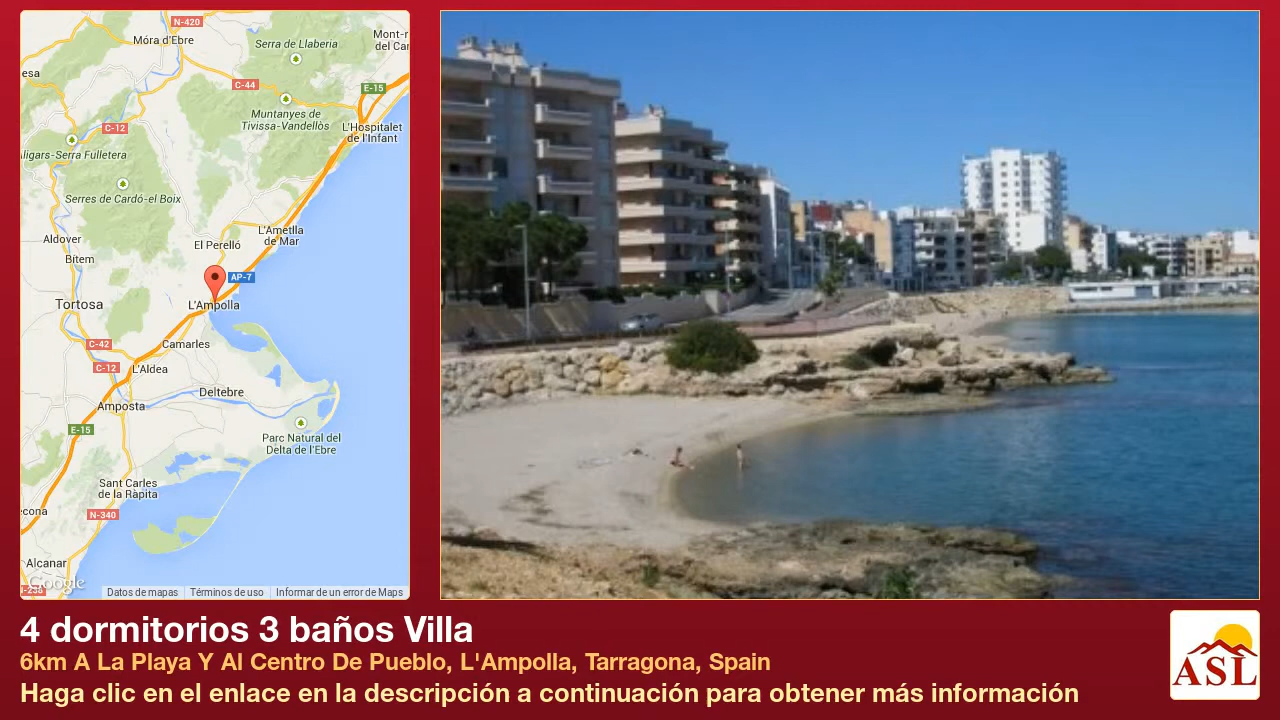 N-420
Móra d'Ebre
Serra de Llaberia
Mont-r
del Car
esa
C-44
E-15
Muntanyes de
Tivissa-Vandellòs
C-12
L'Hospitalet
de l'Infant
Aligars-Serra Fulletera
Serres de Cardó-el Boix
Aldover
L'Ametlla
de Mar
El Perelló
Bítem
AP-7
Tortosa
L'Ampolla
C-42
Camarles
C-12
L'Aldea
Deltebre
Amposta
E-15
Parc Natural del
Delta de l'Ebre
Sant Carles
de la Ràpita
econa
N-340
Alcanar
Google
N-238
Datos de mapas
Términos de uso
Informar de un error de Maps
4 dormitorios 3 baños Villa
6km A La Playa Y Al Centro De Pueblo, L'Ampolla, Tarragona, Spain
Haga clic en el enlace en la descripción a continuación para obtener más información
ASL